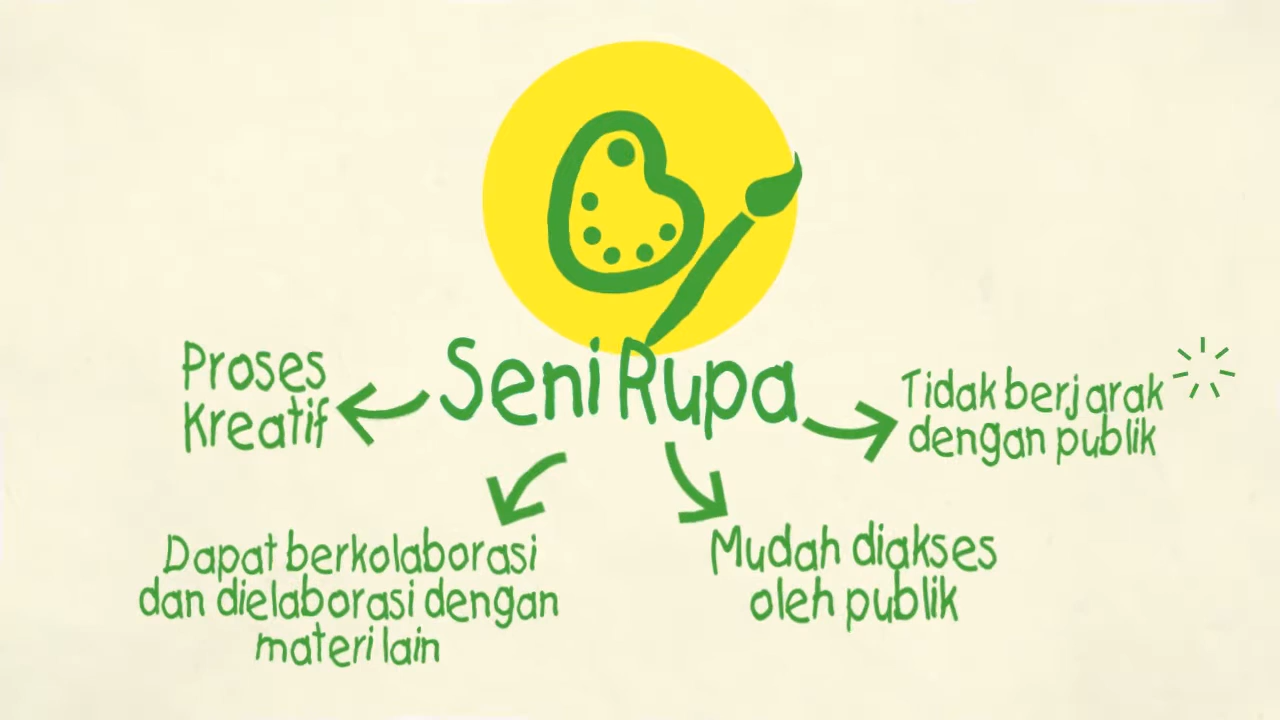 Seni Rupa
Proses
Kreatif
Tidak berjarak
dengan publik
Dapat berkolaborasi
dan dielaborasi dengan
materi lain
Mudah diakses
oleh publik